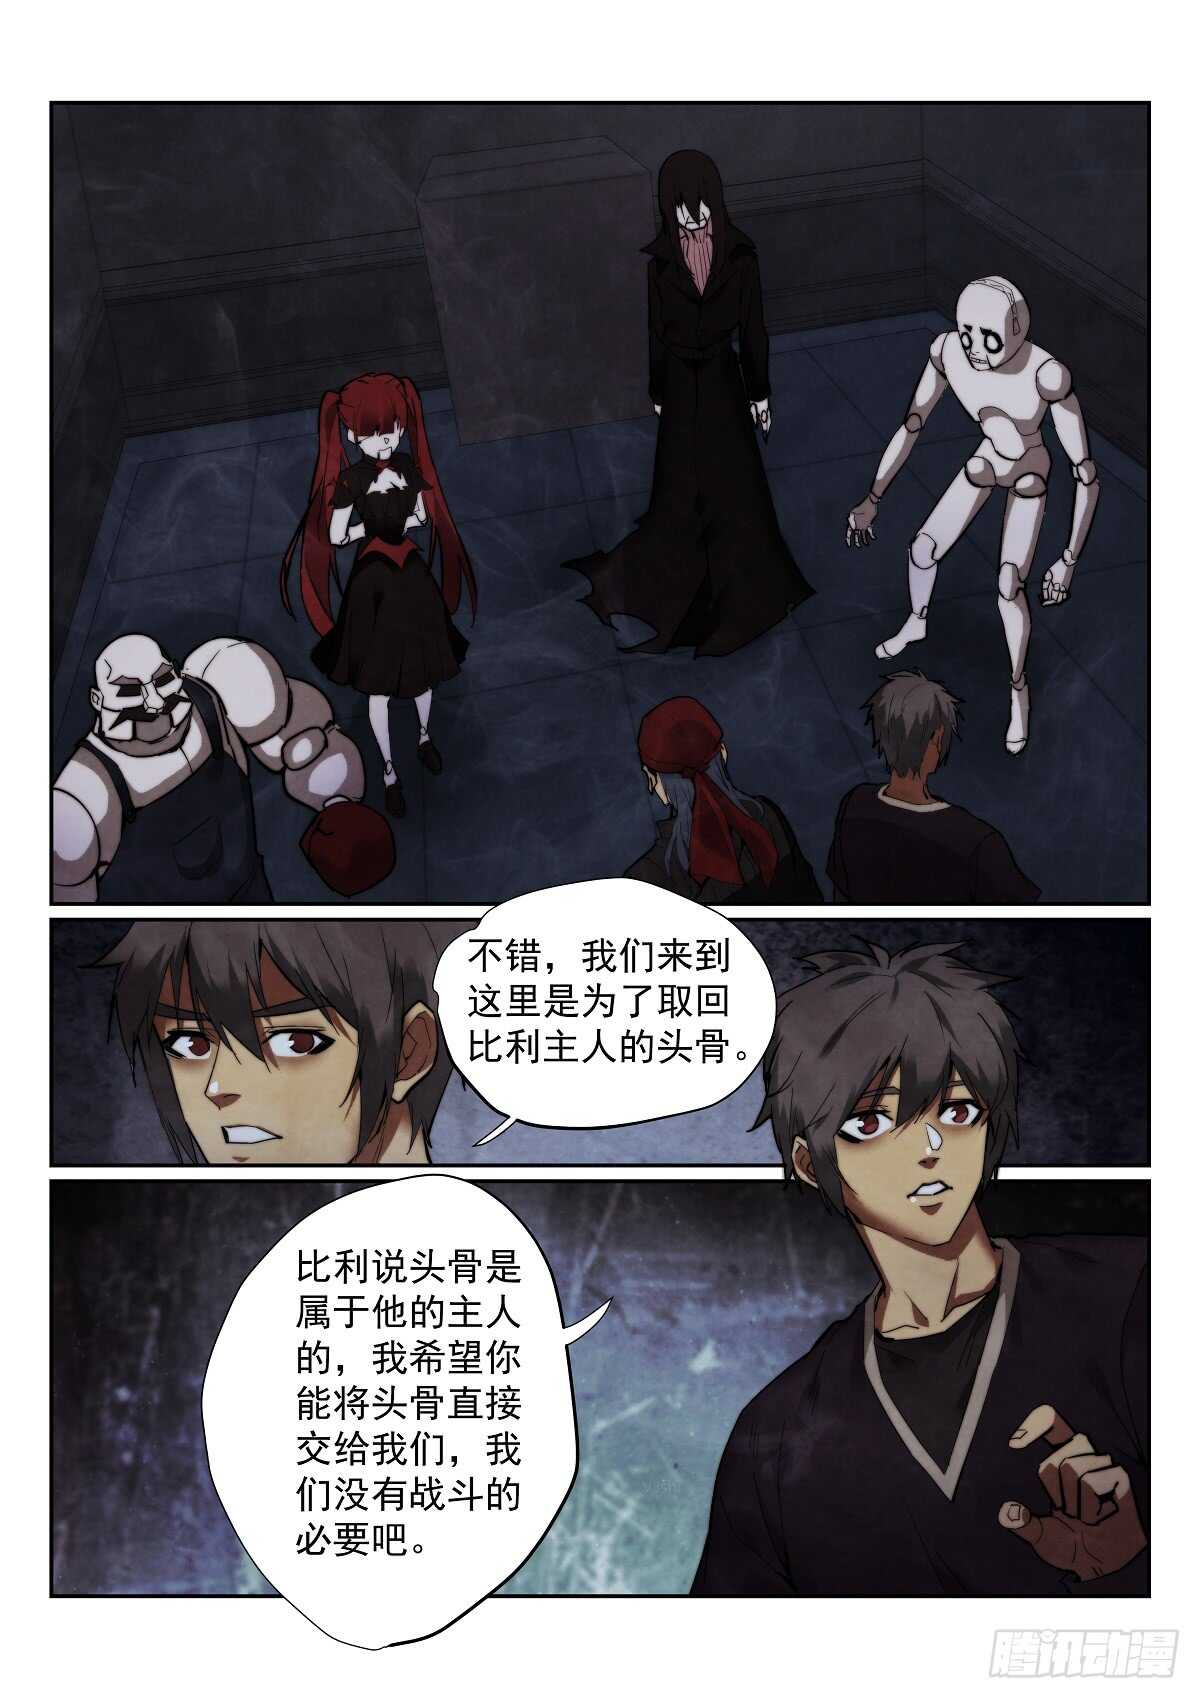 不错，我们来到
这里是为了取回
比利主人的头骨。
比利说头骨是
属于他的主人
的，我希望你
能将头骨直接
交给我们，我
们没有战斗的
必要吧。
腾讯动漫